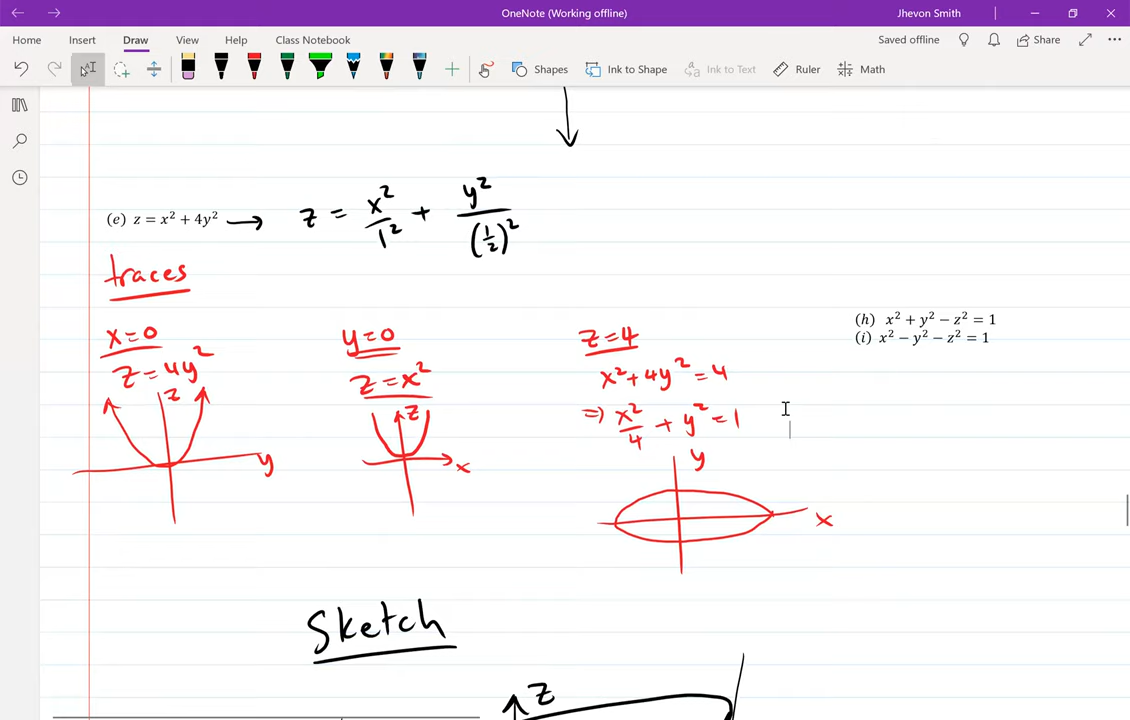 OneNote (Working offline)
Jhevon Smith
Home Insert Draw View Help Class Notebook
Saved offline
Share
Shapes
Ink to Shape
Ink to Text
Ruler
Math
(e) z = x² + 4y² → z = x²/1² + y²/(1/2)²
traces
x=0
z=4y²
z
y
y=0
z=x²
z
x
z=4
x²+4y²=4
⇒ x²/4 + y²=1
y
x
(h) x² + y² − z² = 1
(i) x² − y² − z² = 1
Sketch
z